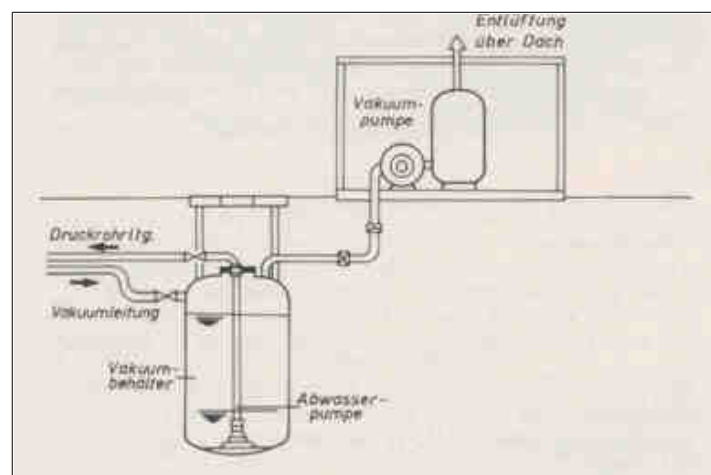 Entlüftung
über Dach
Vakuum-
pumpe
Druckrohrltg.
Vakuumleitung
Vakuum-
behälter
Abwasser-
pumpe